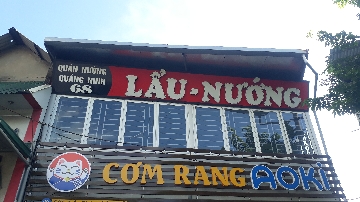 QUÁN NƯỚNG
QUẢNG NINH
68
LẨU - NƯỚNG
CƠM RANG AOKI